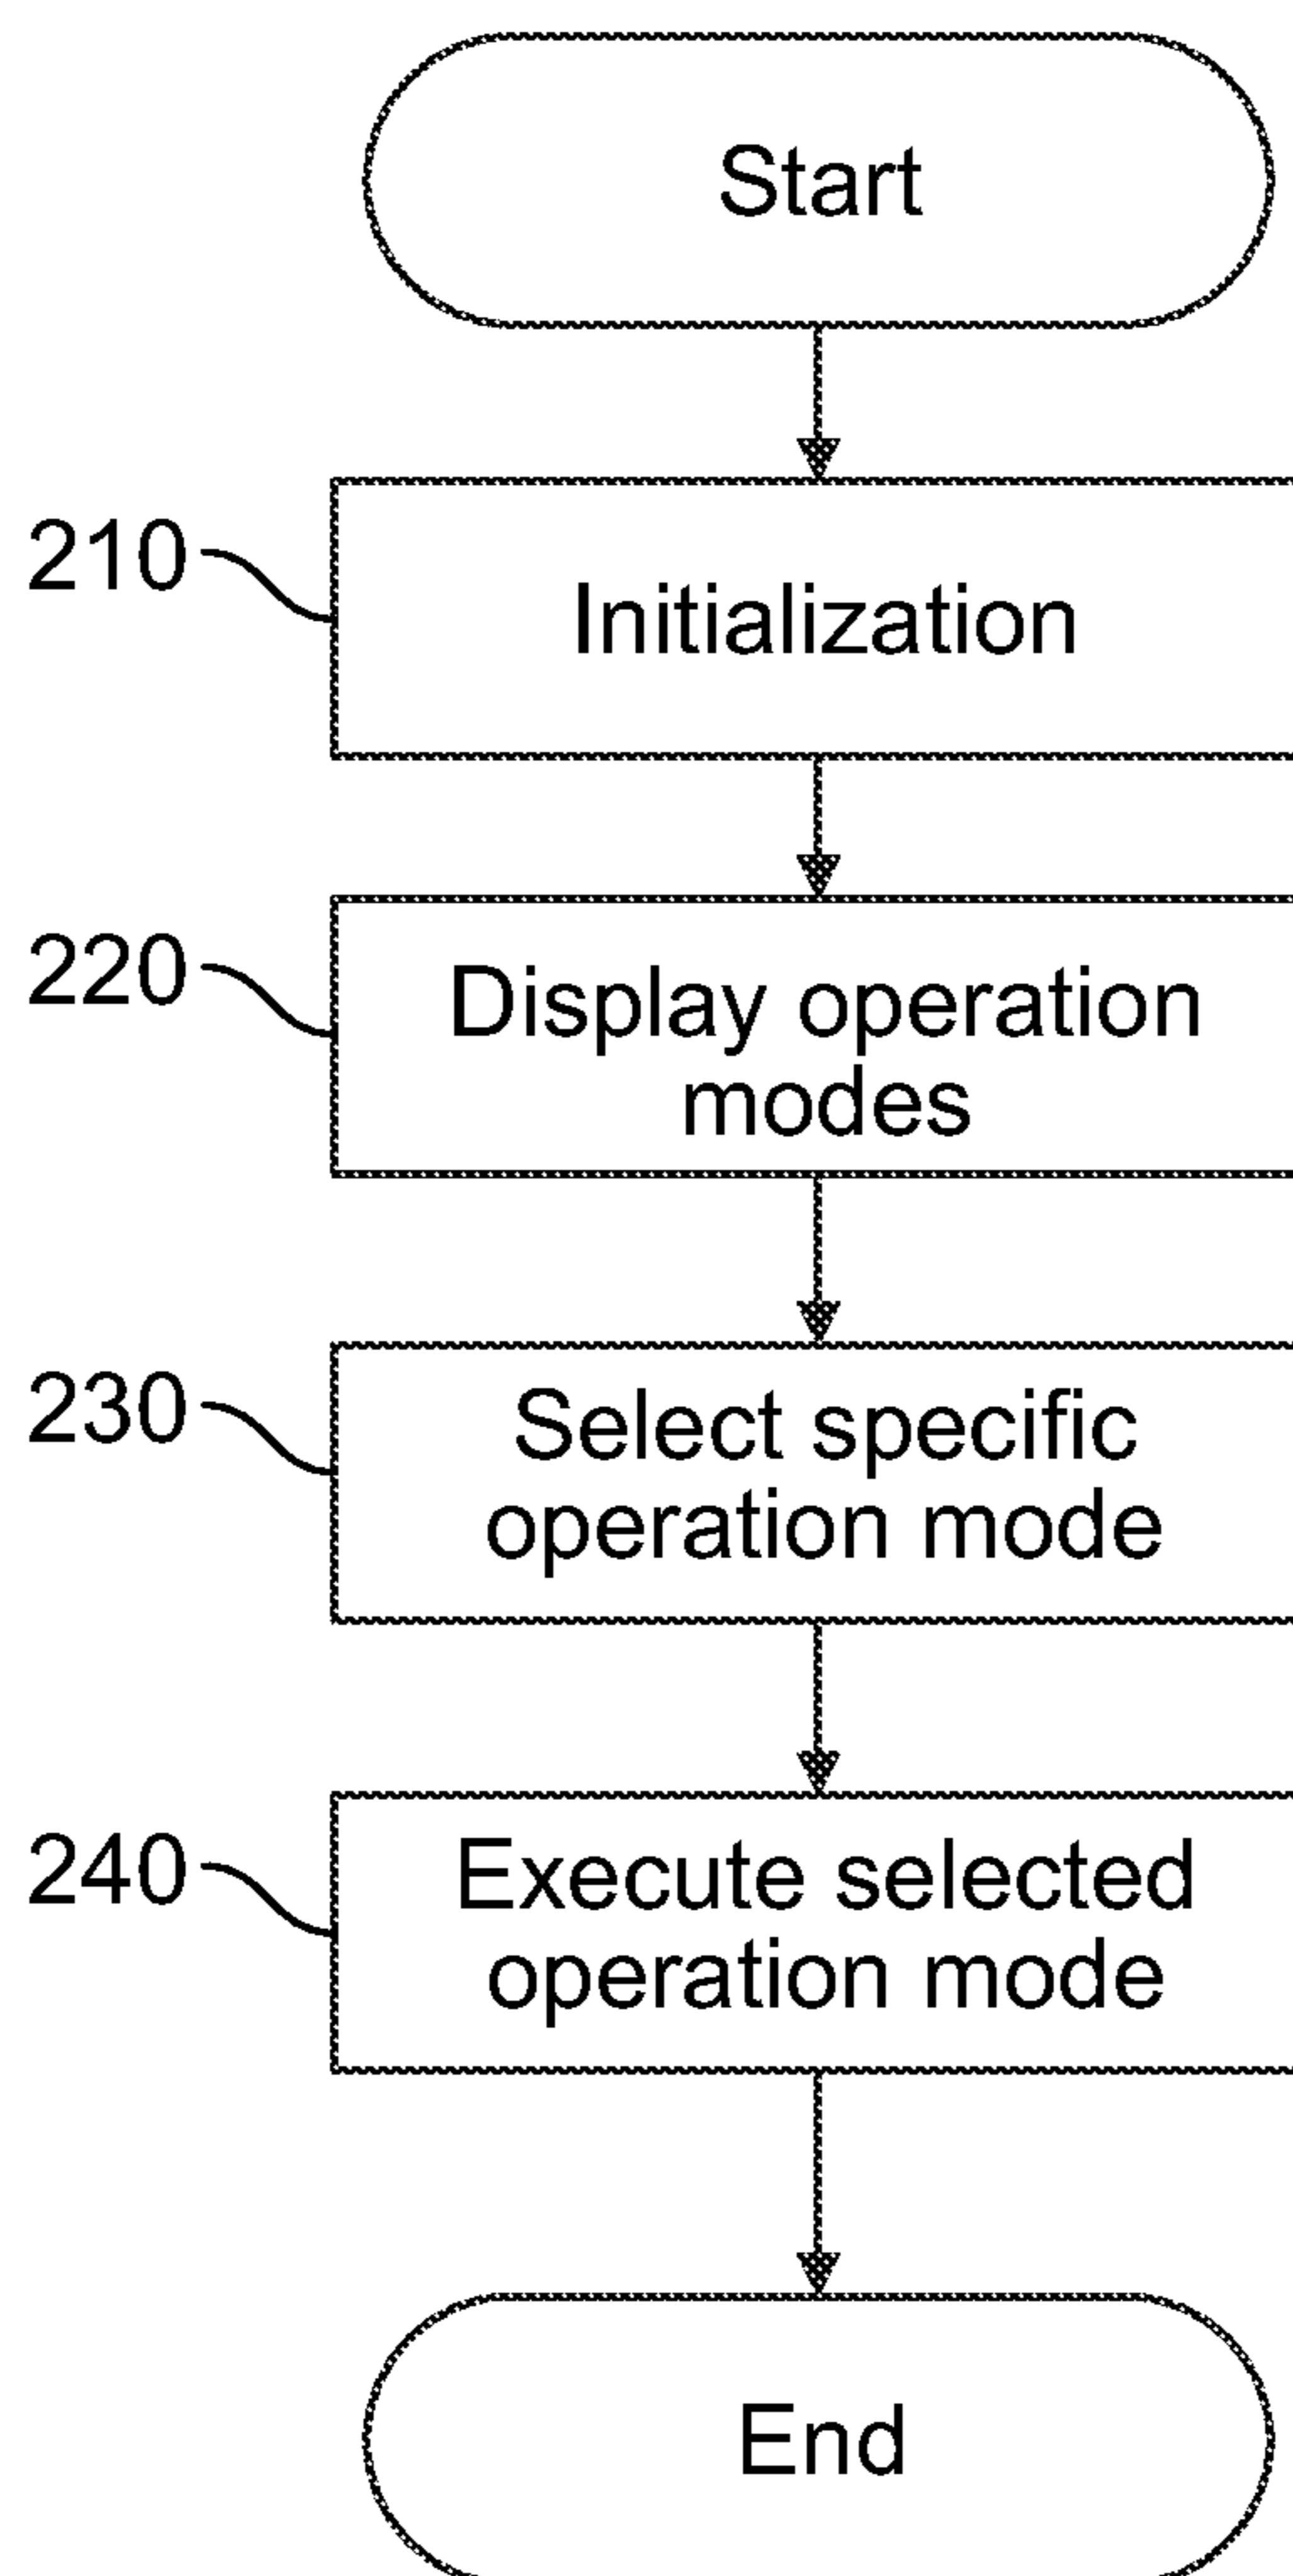 Start
210
Initialization
220
Display operation
modes
230
Select specific
operation mode
240
Execute selected
operation mode
End